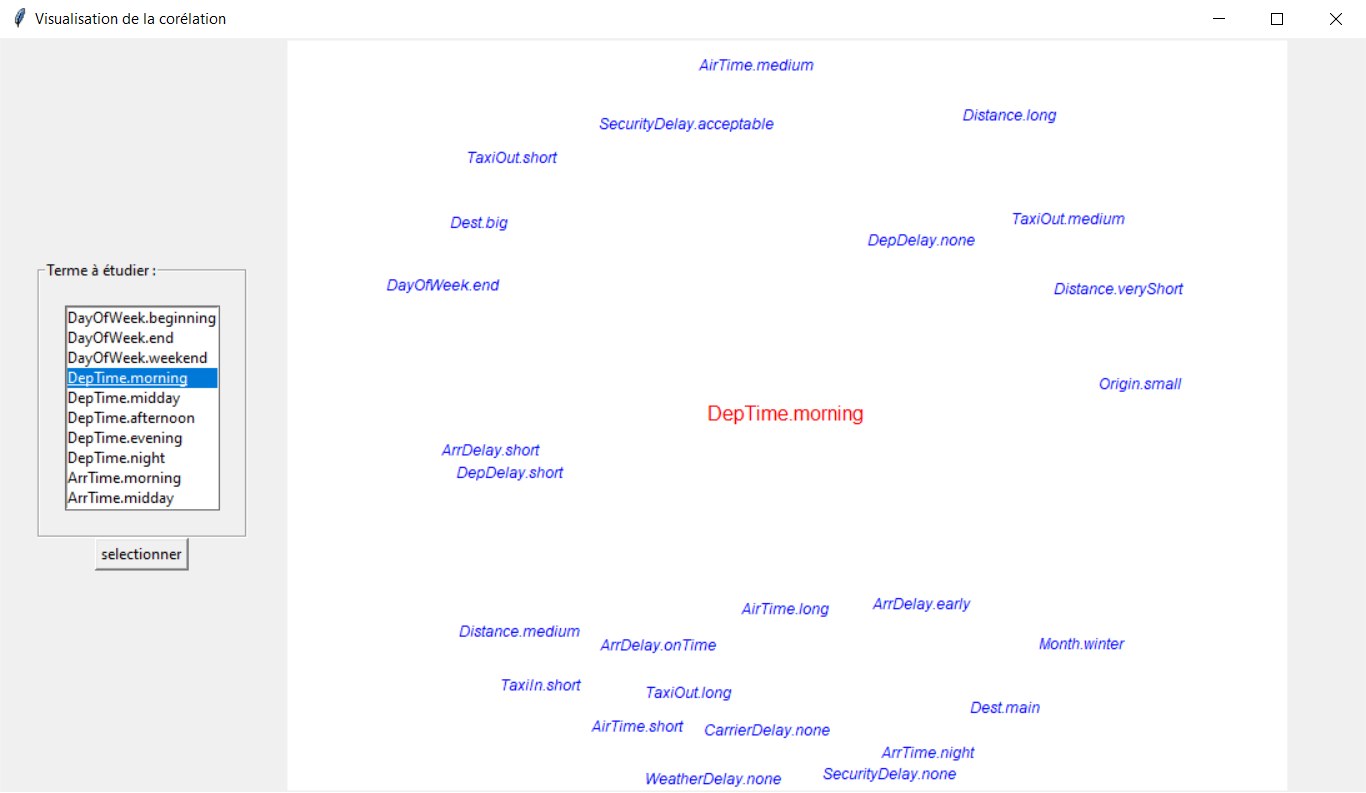 Visualisation de la corélation
Terme à étudier :
DayOfWeek.beginning
DayOfWeek.end
DayOfWeek.weekend
DepTime.morning
DepTime.midday
DepTime.afternoon
DepTime.evening
DepTime.night
ArrTime.morning
ArrTime.midday
selectionner
AirTime.medium
Distance.long
SecurityDelay.acceptable
TaxiOut.short
TaxiOut.medium
Dest.big
DepDelay.none
DayOfWeek.end
Distance.veryShort
Origin.small
DepTime.morning
ArrDelay.short
DepDelay.short
ArrDelay.early
AirTime.long
Distance.medium
Month.winter
ArrDelay.onTime
TaxiIn.short
TaxiOut.long
Dest.main
AirTime.short
CarrierDelay.none
ArrTime.night
SecurityDelay.none
WeatherDelay.none